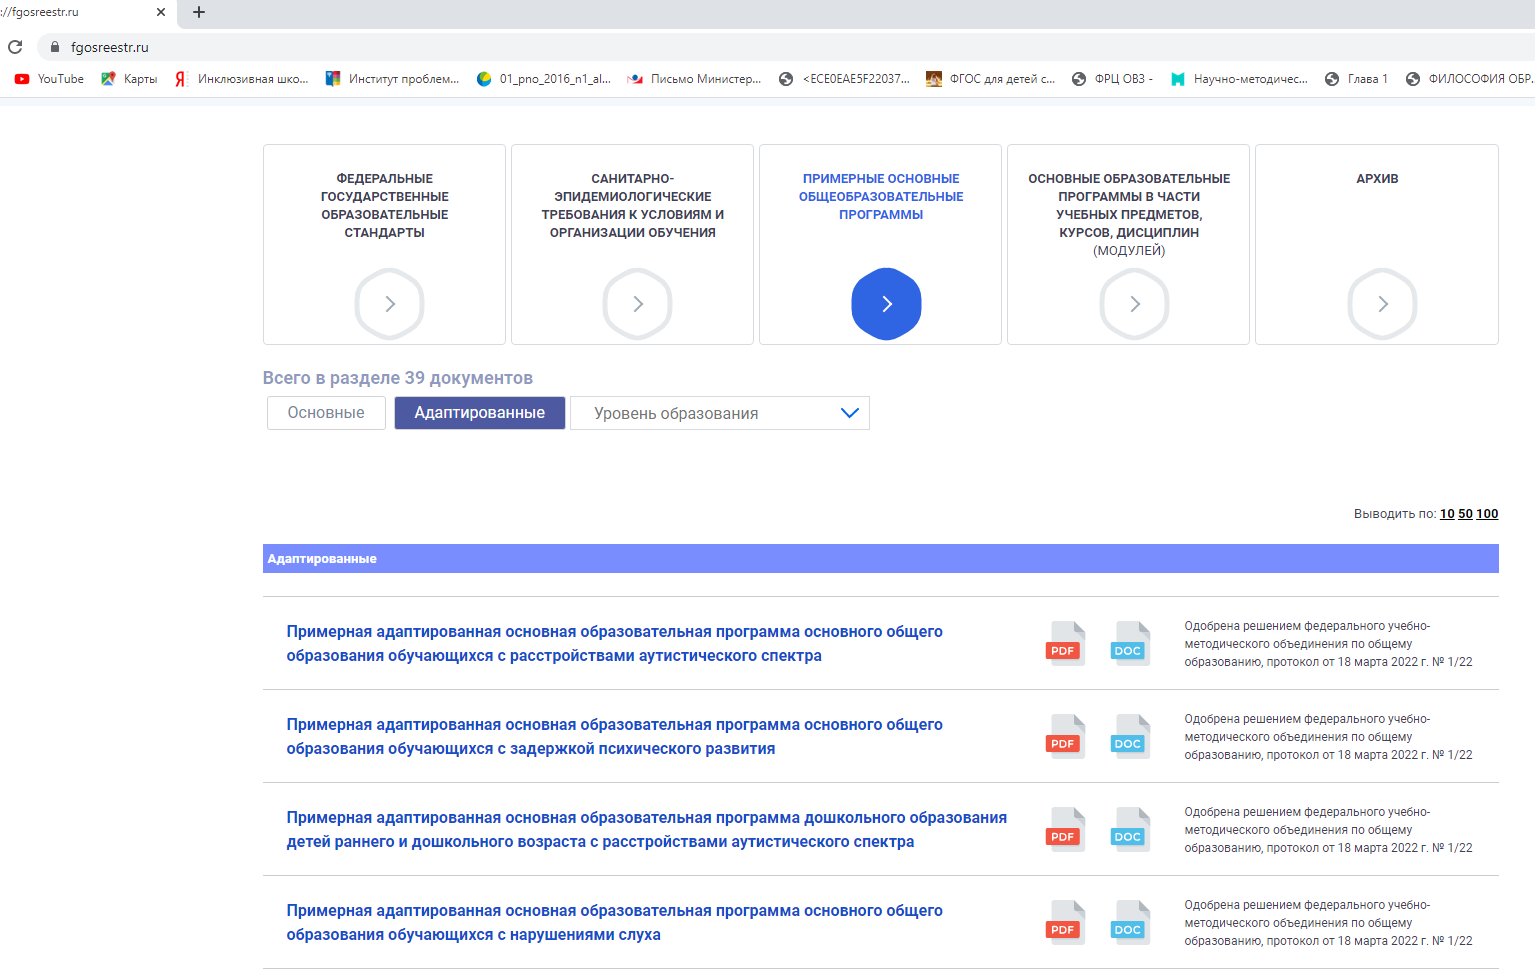 ://fgosreestr.ru
fgosreestr.ru
YouTube Карты Инклюзивная шко... Институт проблем... 01_pno_2016_n1_al... Письмо Министер... <ECE0EAE5F22037... ФГОС для детей с... ФРЦ ОВЗ - Научно-методичес... Глава 1 ФИЛОСОФИЯ ОБР...
ФЕДЕРАЛЬНЫЕ
ГОСУДАРСТВЕННЫЕ
ОБРАЗОВАТЕЛЬНЫЕ
СТАНДАРТЫ
САНИТАРНО-
ЭПИДЕМИОЛОГИЧЕСКИЕ
ТРЕБОВАНИЯ К УСЛОВИЯМ И
ОРГАНИЗАЦИИ ОБУЧЕНИЯ
ПРИМЕРНЫЕ ОСНОВНЫЕ
ОБЩЕОБРАЗОВАТЕЛЬНЫЕ
ПРОГРАММЫ
ОСНОВНЫЕ ОБРАЗОВАТЕЛЬНЫЕ
ПРОГРАММЫ В ЧАСТИ
УЧЕБНЫХ ПРЕДМЕТОВ,
КУРСОВ, ДИСЦИПЛИН
(МОДУЛЕЙ)
АРХИВ
Всего в разделе 39 документов
Основные Адаптированные Уровень образования
Выводить по: 10 50 100
Адаптированные
Примерная адаптированная основная образовательная программа основного общего
образования обучающихся с расстройствами аутистического спектра
PDF DOC
Одобрена решением федерального учебно-
методического объединения по общему
образованию, протокол от 18 марта 2022 г. № 1/22
Примерная адаптированная основная образовательная программа основного общего
образования обучающихся с задержкой психического развития
PDF DOC
Одобрена решением федерального учебно-
методического объединения по общему
образованию, протокол от 18 марта 2022 г. № 1/22
Примерная адаптированная основная образовательная программа дошкольного образования
детей раннего и дошкольного возраста с расстройствами аутистического спектра
PDF DOC
Одобрена решением федерального учебно-
методического объединения по общему
образованию, протокол от 18 марта 2022 г. № 1/22
Примерная адаптированная основная образовательная программа основного общего
образования обучающихся с нарушениями слуха
PDF DOC
Одобрена решением федерального учебно-
методического объединения по общему
образованию, протокол от 18 марта 2022 г. № 1/22